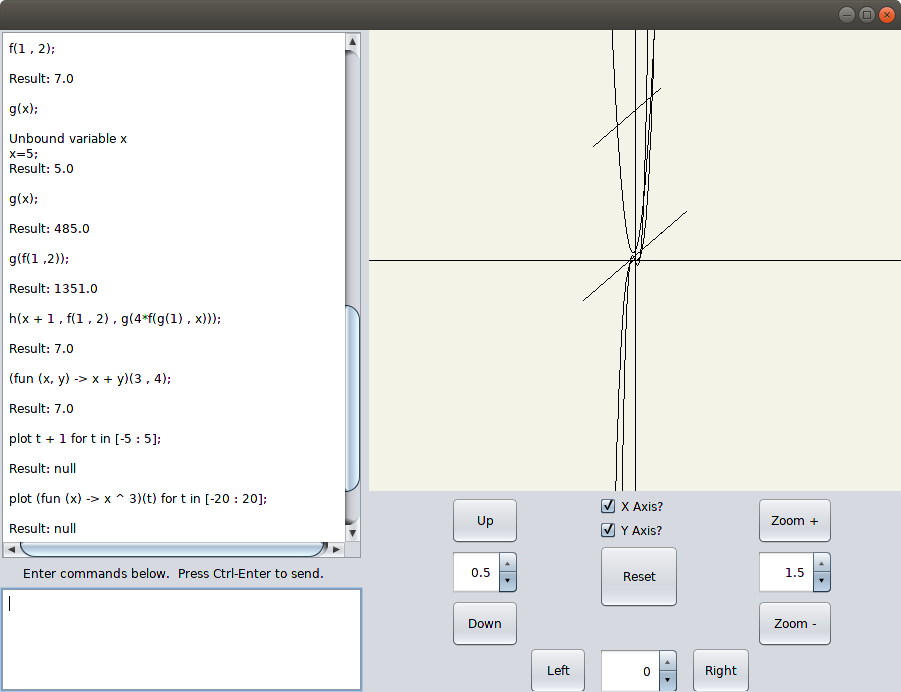 f(1 , 2);
Result: 7.0
g(x);
Unbound variable x
x=5;
Result: 5.0
g(x);
Result: 485.0
g(f(1 ,2));
Result: 1351.0
h(x + 1 , f(1 , 2) , g(4*f(g(1) , x)));
Result: 7.0
(fun (x, y) -> x + y)(3 , 4);
Result: 7.0
plot t + 1 for t in [-5 : 5];
Result: null
plot (fun (x) -> x ^ 3)(t) for t in [-20 : 20];
Result: null
Enter commands below.  Press Ctrl-Enter to send.
Up
0.5
Down
X Axis?
Y Axis?
Reset
Left
0
Right
Zoom +
1.5
Zoom -